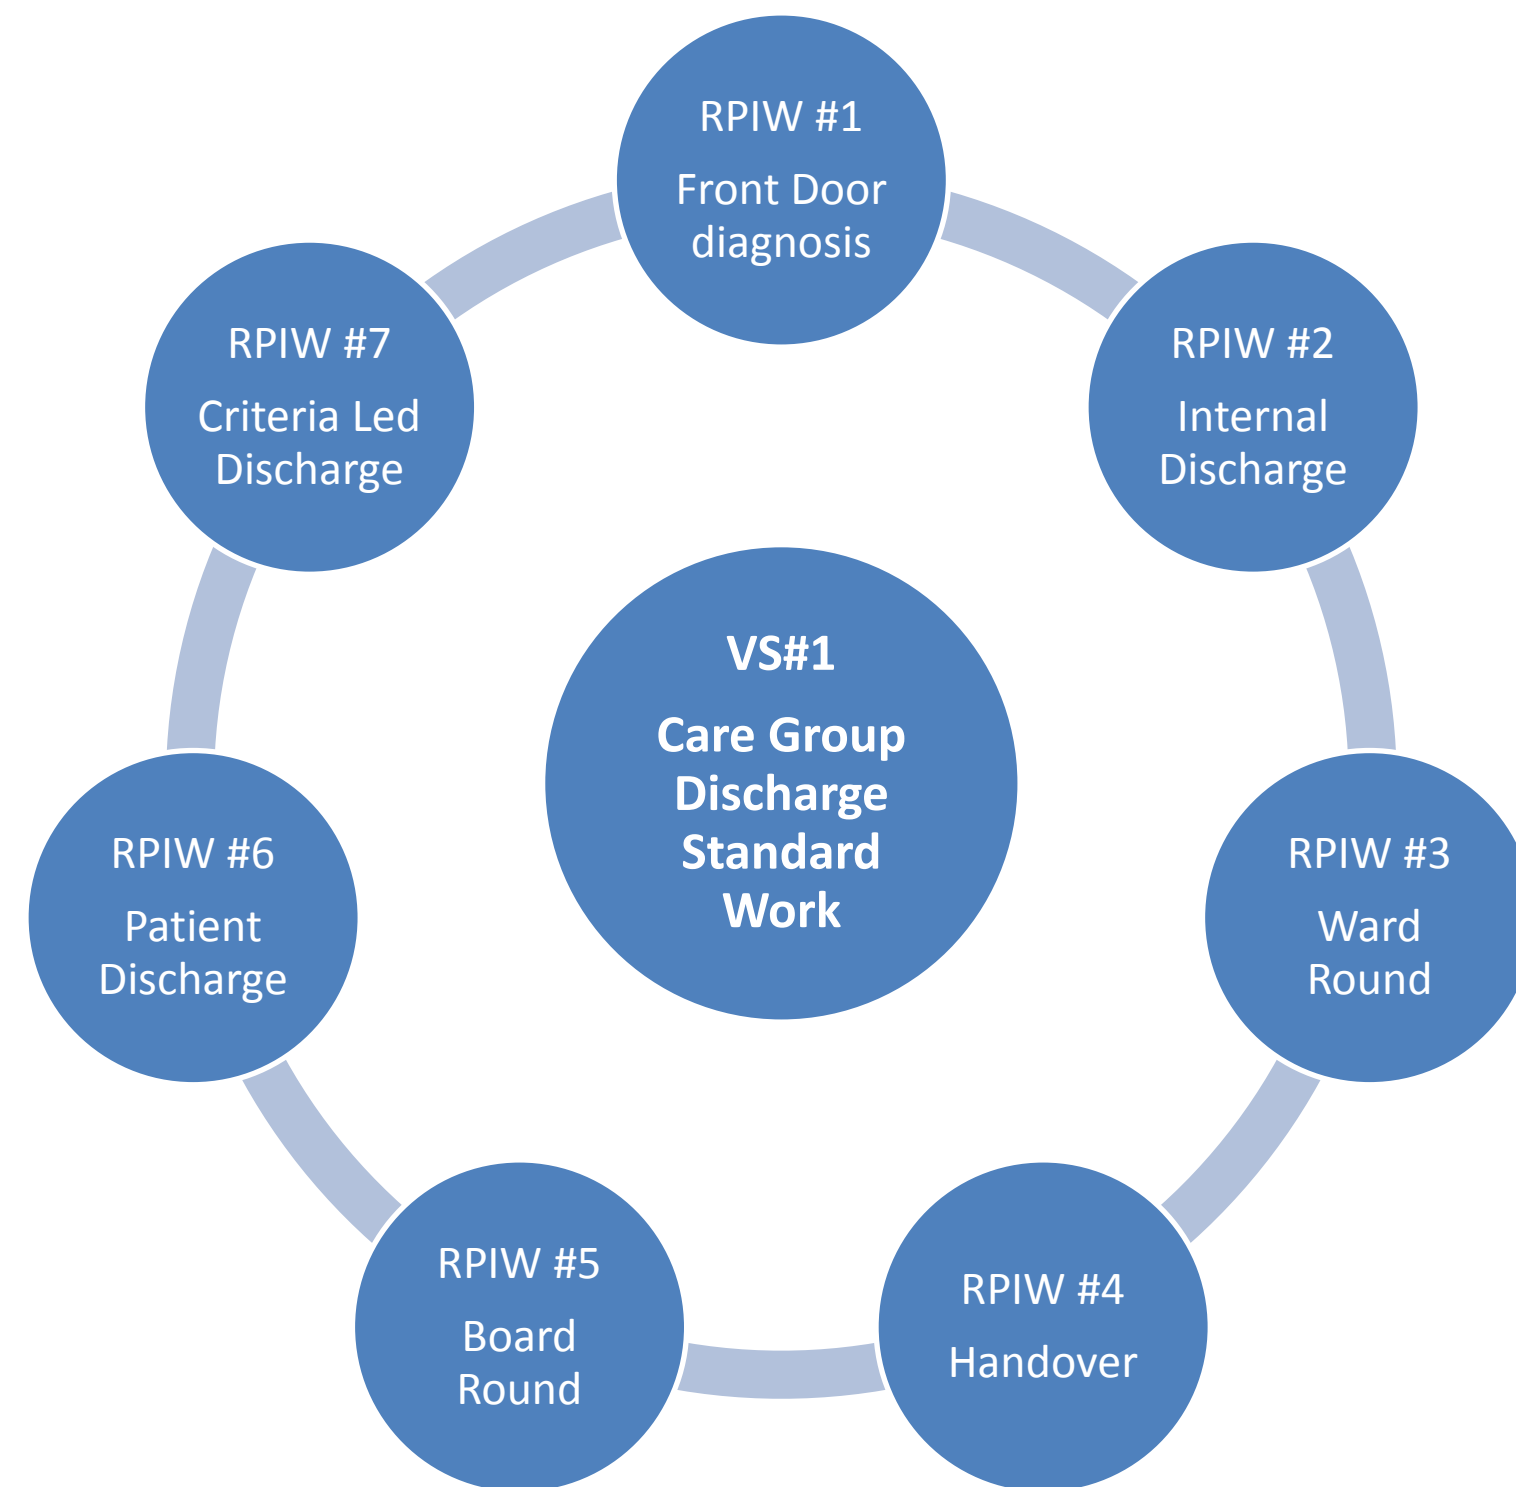 RPIW #1
Front Door
diagnosis
RPIW #2
Internal
Discharge
RPIW #3
Ward
Round
RPIW #4
Handover
RPIW #5
Board
Round
RPIW #6
Patient
Discharge
RPIW #7
Criteria Led
Discharge
VS#1
Care Group
Discharge
Standard
Work